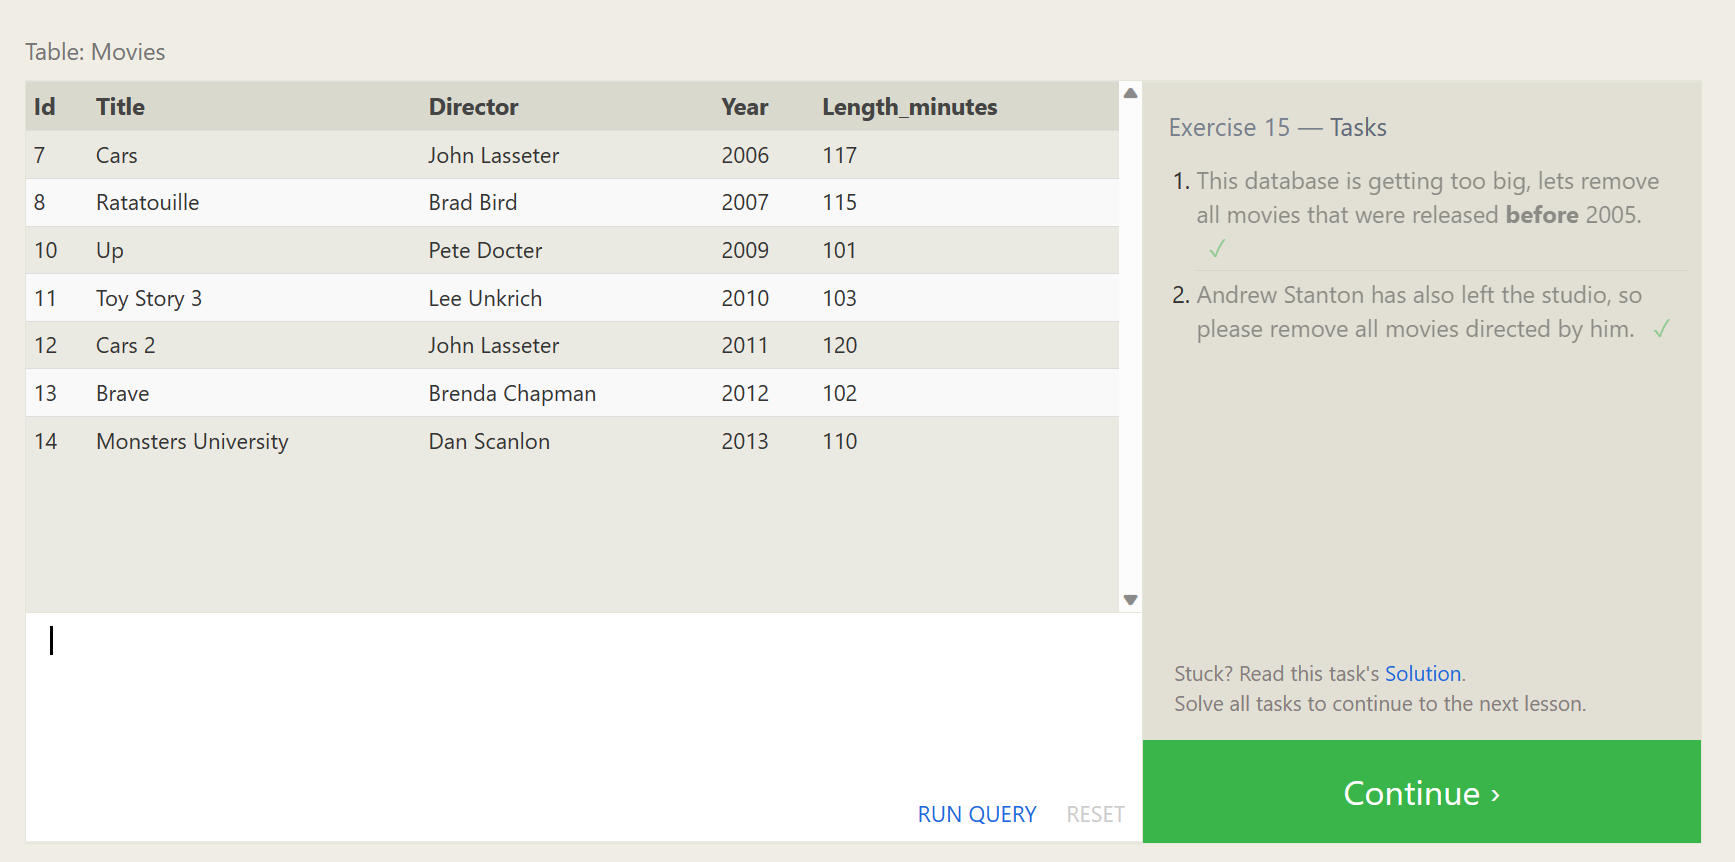 Table: Movies
Id Title Director Year Length_minutes
7 Cars John Lasseter 2006 117
8 Ratatouille Brad Bird 2007 115
10 Up Pete Docter 2009 101
11 Toy Story 3 Lee Unkrich 2010 103
12 Cars 2 John Lasseter 2011 120
13 Brave Brenda Chapman 2012 102
14 Monsters University Dan Scanlon 2013 110
RUN QUERY RESET
Exercise 15 — Tasks
1. This database is getting too big, lets remove
all movies that were released before 2005.
✓
2. Andrew Stanton has also left the studio, so
please remove all movies directed by him. ✓
Stuck? Read this task's Solution.
Solve all tasks to continue to the next lesson.
Continue ›